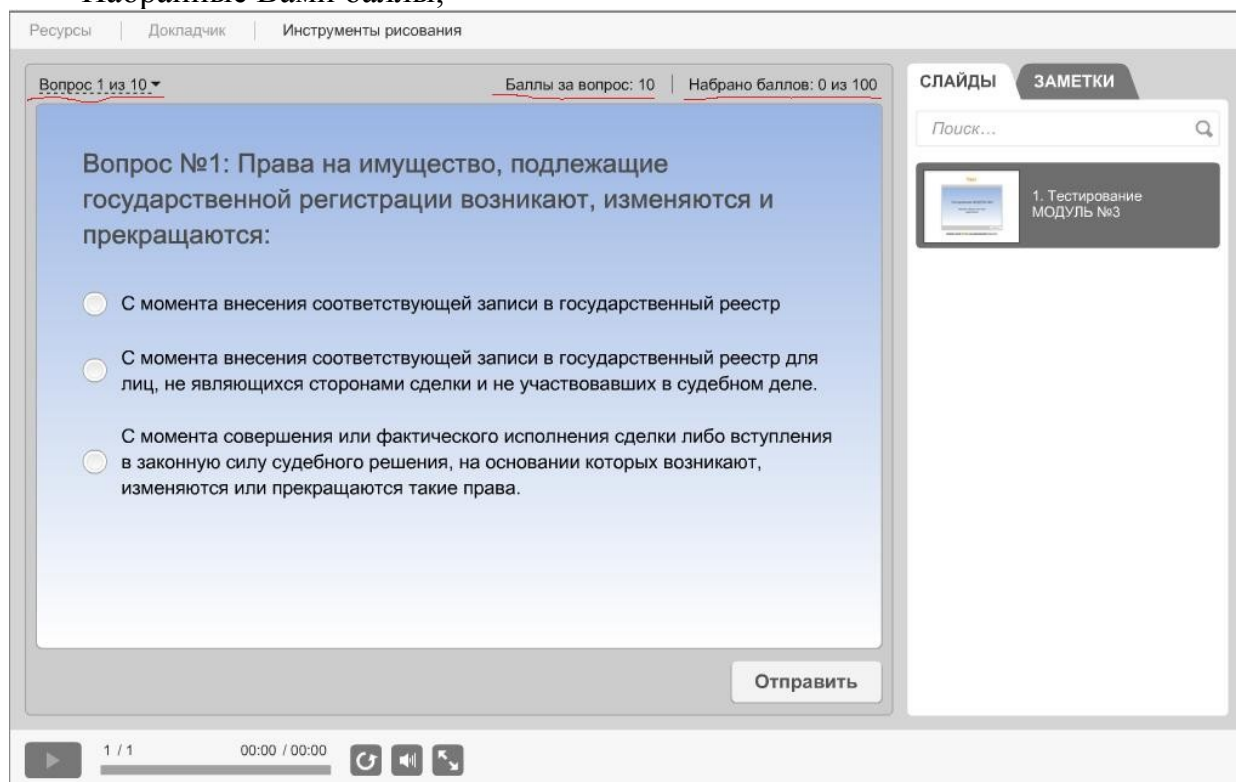 Набранные Вами баллы;
Ресурсы | Докладчик | Инструменты рисования
Вопрос 1 из 10
Баллы за вопрос: 10 | Набрано баллов: 0 из 100
СЛАЙДЫ ЗАМЕТКИ
Поиск...
Вопрос №1: Права на имущество, подлежащие
государственной регистрации возникают, изменяются и
прекращаются:
С момента внесения соответствующей записи в государственный реестр
С момента внесения соответствующей записи в государственный реестр для
лиц, не являющихся сторонами сделки и не участвовавших в судебном деле.
С момента совершения или фактического исполнения сделки либо вступления
в законную силу судебного решения, на основании которых возникают,
изменяются или прекращаются такие права.
1. Тестирование
МОДУЛЬ №3
Отправить
1 / 1
00:00 / 00:00